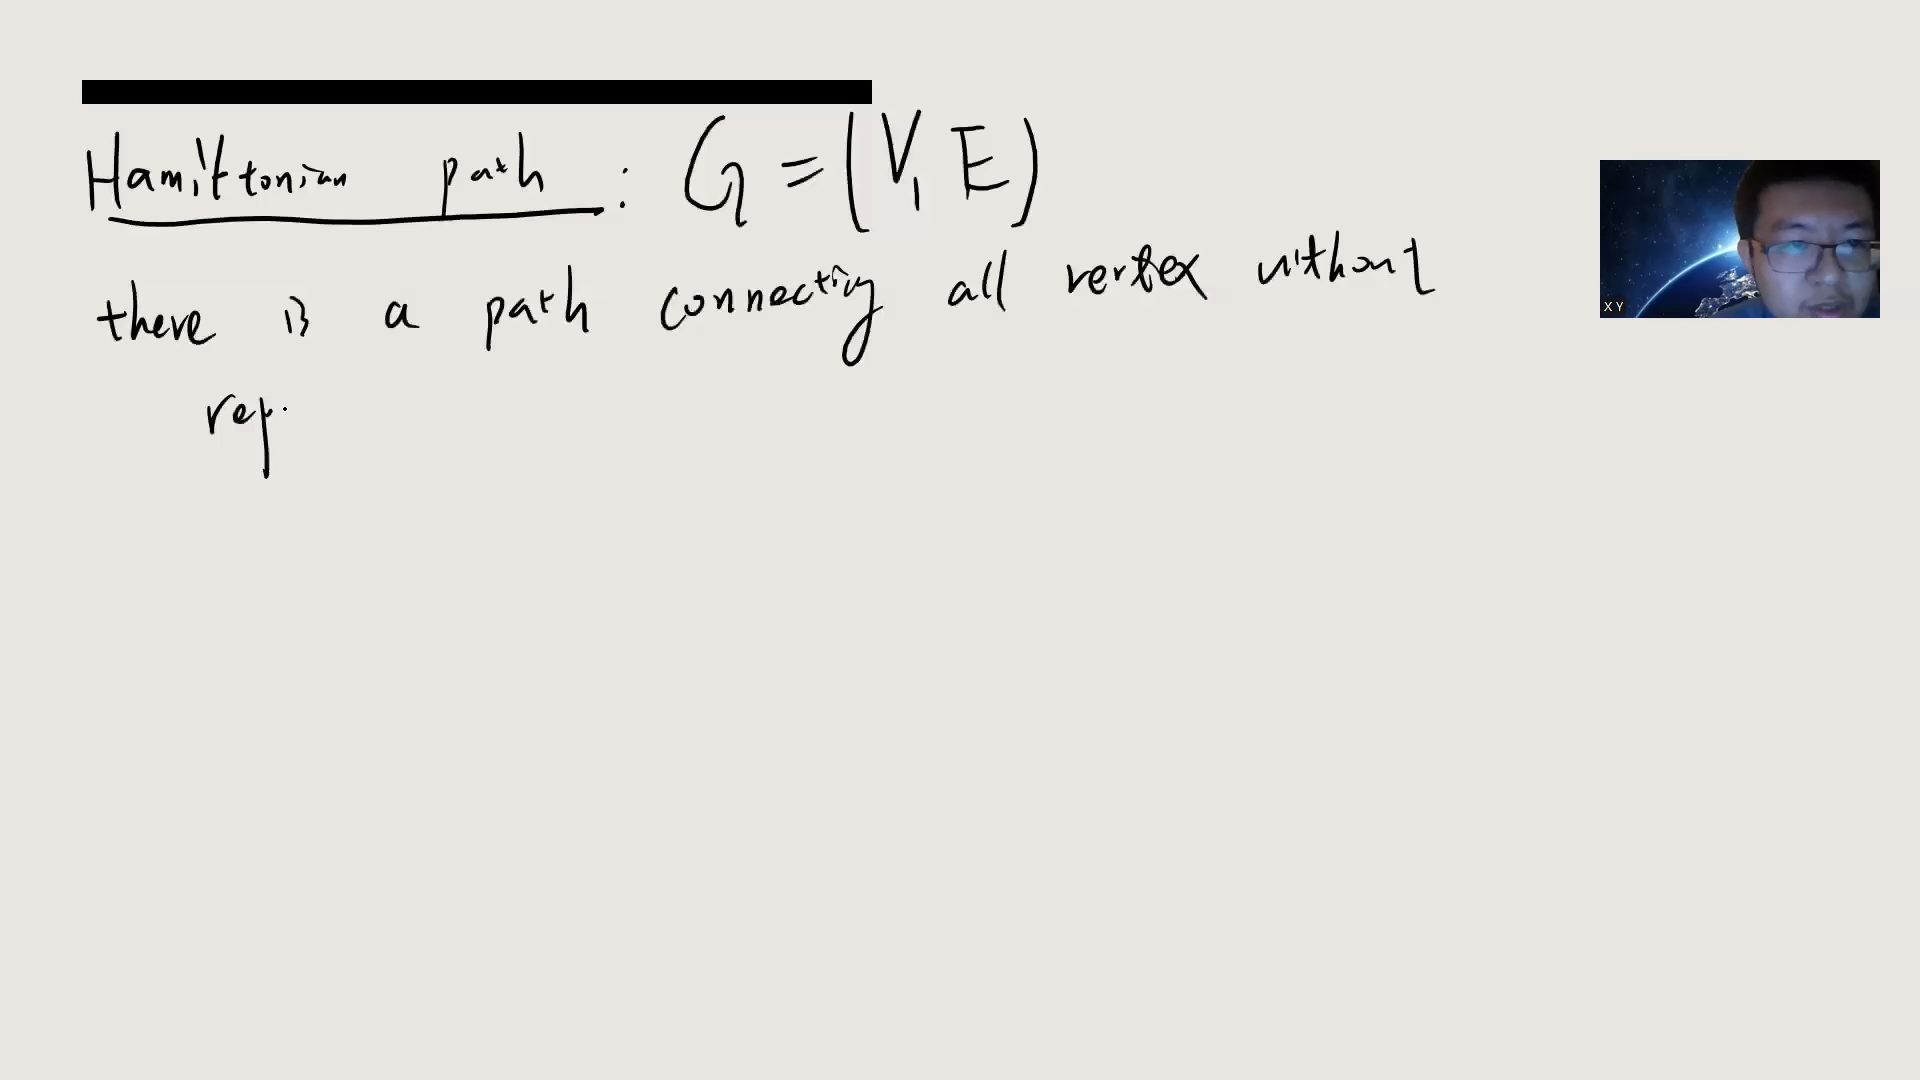 Hamiltonian path : G = (V, E)
there is a path connecting all vertex without
rep
X Y